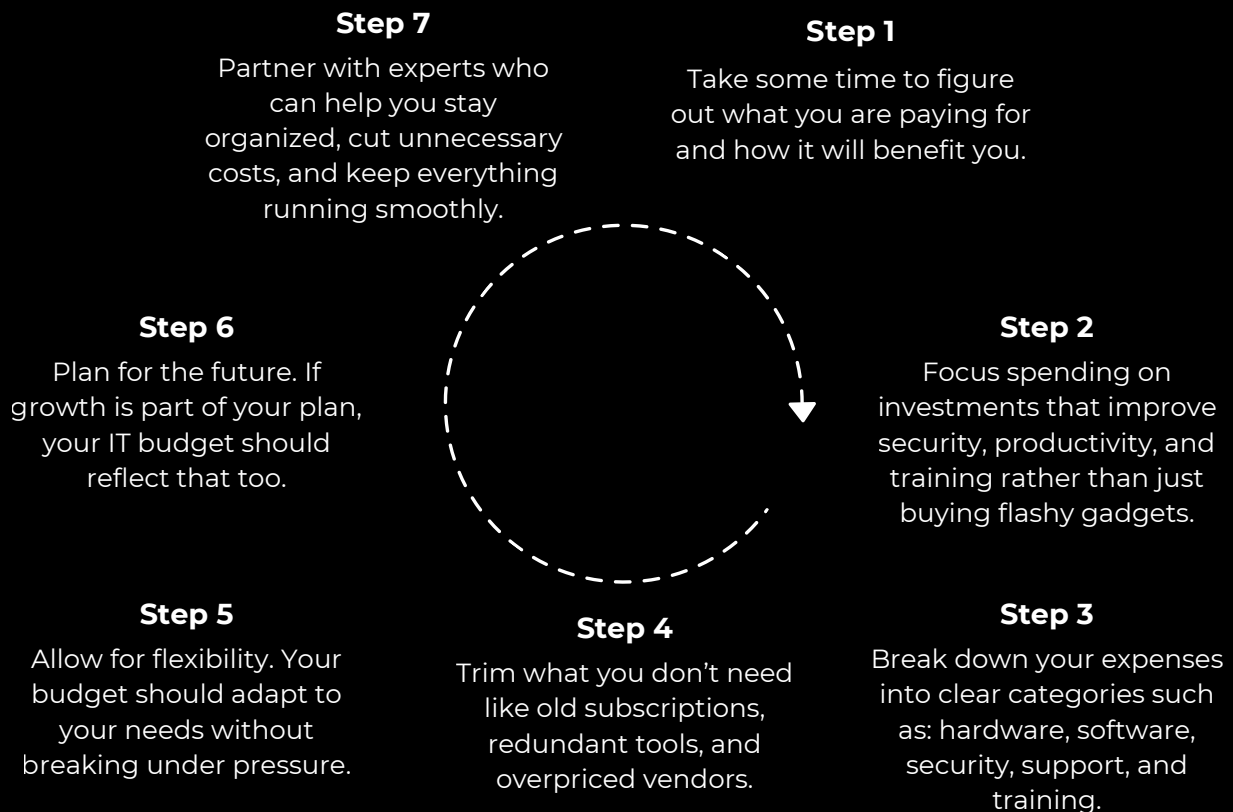 Step 1
Take some time to figure
out what you are paying for
and how it will benefit you.
Step 2
Focus spending on
investments that improve
security, productivity, and
training rather than just
buying flashy gadgets.
Step 3
Break down your expenses
into clear categories such
as: hardware, software,
security, support, and
training.
Step 4
Trim what you don’t need
like old subscriptions,
redundant tools, and
overpriced vendors.
Step 5
Allow for flexibility. Your
budget should adapt to
your needs without
breaking under pressure.
Step 6
Plan for the future. If
growth is part of your plan,
your IT budget should
reflect that too.
Step 7
Partner with experts who
can help you stay
organized, cut unnecessary
costs, and keep everything
running smoothly.